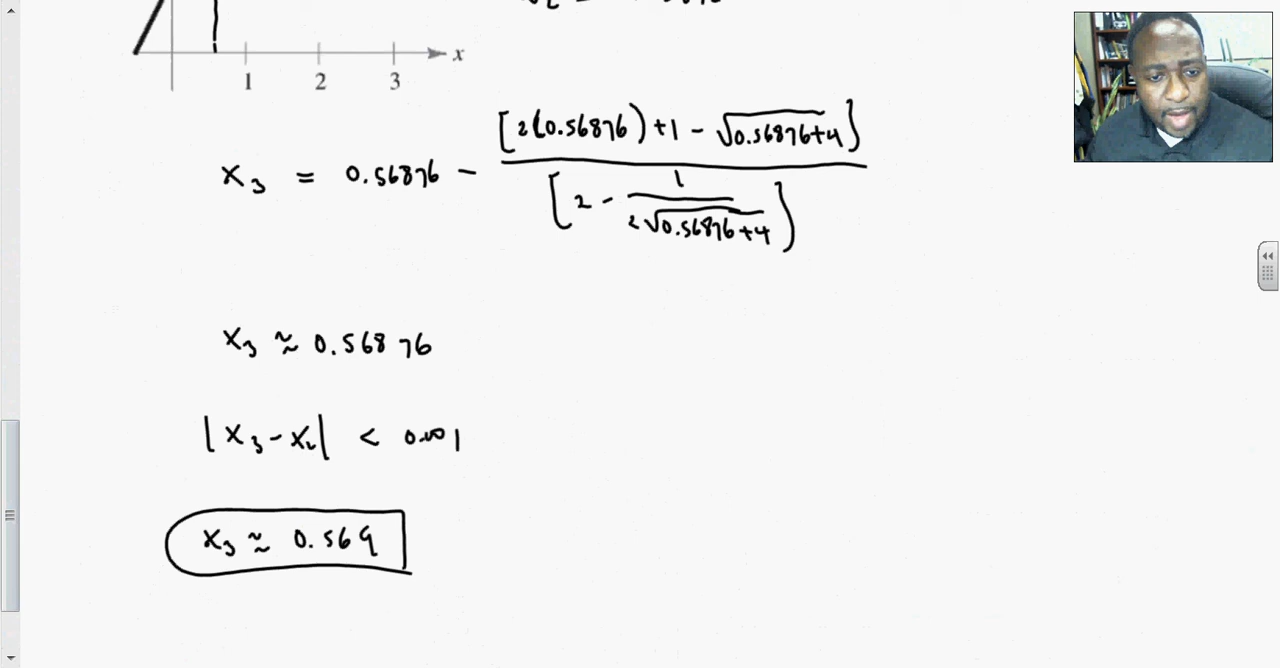 x
1 2 3
x₃ = 0.56876 − [2(0.56876)+1 − √(0.56876+4)] / [2 − 1/(2√(0.56876+4))]
x₃ ≈ 0.56876
|x₃ − x₂| < 0.001
x₃ ≈ 0.569